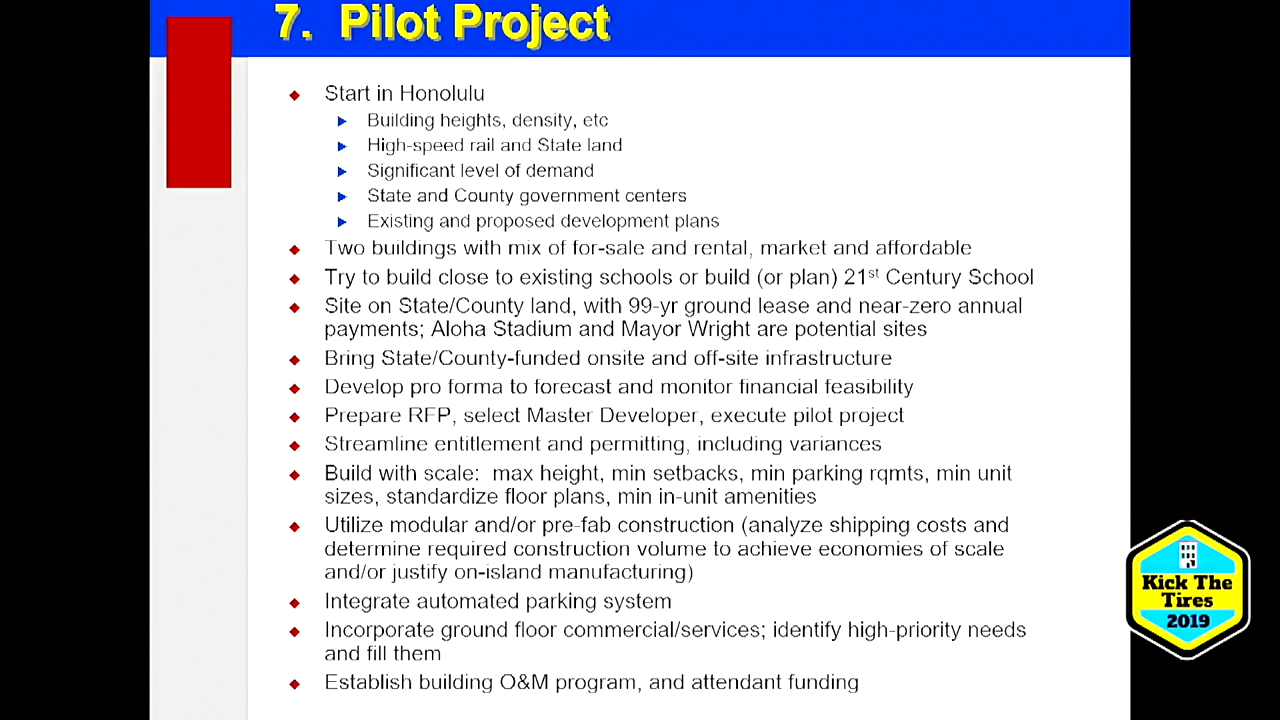 7. Pilot Project
Start in Honolulu
Building heights, density, etc
High-speed rail and State land
Significant level of demand
State and County government centers
Existing and proposed development plans
Two buildings with mix of for-sale and rental, market and affordable
Try to build close to existing schools or build (or plan) 21st Century School
Site on State/County land, with 99-yr ground lease and near-zero annual
payments; Aloha Stadium and Mayor Wright are potential sites
Bring State/County-funded onsite and off-site infrastructure
Develop pro forma to forecast and monitor financial feasibility
Prepare RFP, select Master Developer, execute pilot project
Streamline entitlement and permitting, including variances
Build with scale: max height, min setbacks, min parking rqmts, min unit
sizes, standardize floor plans, min in-unit amenities
Utilize modular and/or pre-fab construction (analyze shipping costs and
determine required construction volume to achieve economies of scale
and/or justify on-island manufacturing)
Integrate automated parking system
Incorporate ground floor commercial/services; identify high-priority needs
and fill them
Establish building O&M program, and attendant funding
Kick The
Tires
2019